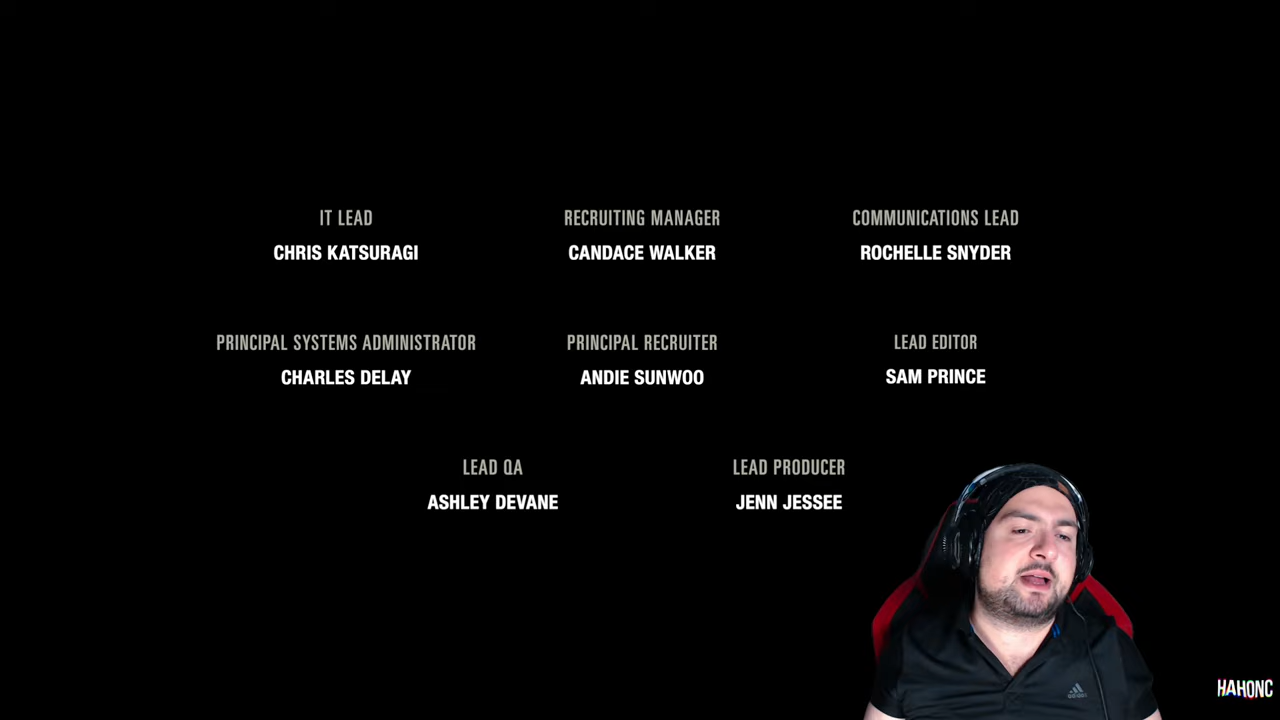 IT LEAD
CHRIS KATSURAGI
RECRUITING MANAGER
CANDACE WALKER
COMMUNICATIONS LEAD
ROCHELLE SNYDER
PRINCIPAL SYSTEMS ADMINISTRATOR
CHARLES DELAY
PRINCIPAL RECRUITER
ANDIE SUNWOO
LEAD EDITOR
SAM PRINCE
LEAD QA
ASHLEY DEVANE
LEAD PRODUCER
JENN JESSEE
HAHONC